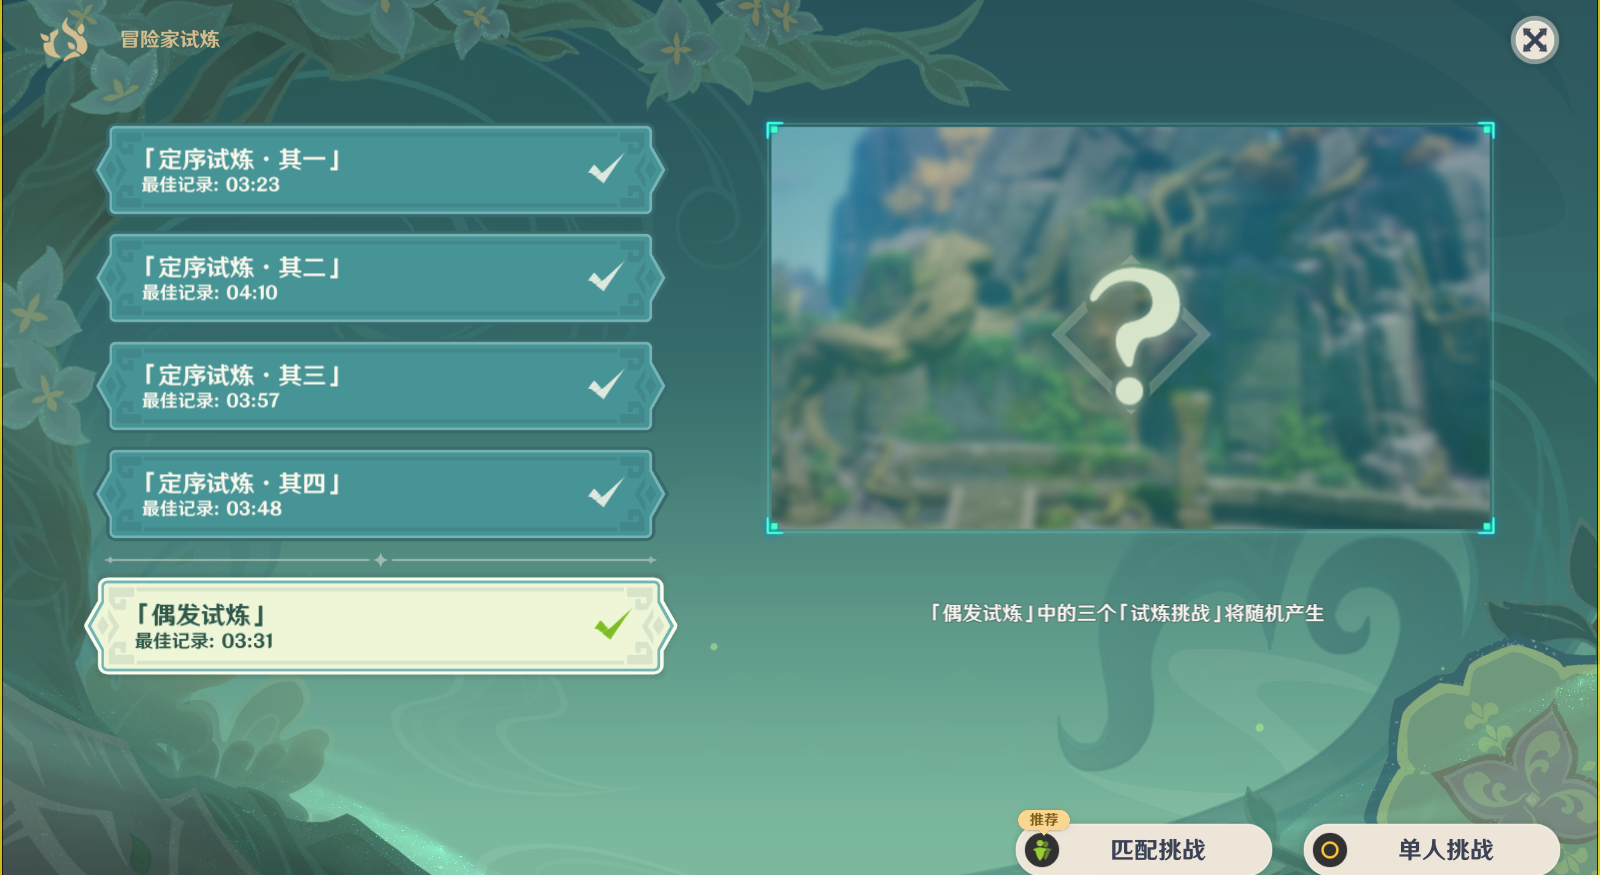 冒险家试炼
「定序试炼·其一」
最佳记录: 03:23
「定序试炼·其二」
最佳记录: 04:10
「定序试炼·其三」
最佳记录: 03:57
「定序试炼·其四」
最佳记录: 03:48
「偶发试炼」
最佳记录: 03:31
?
「偶发试炼」中的三个「试炼挑战」将随机产生
推荐
匹配挑战
单人挑战